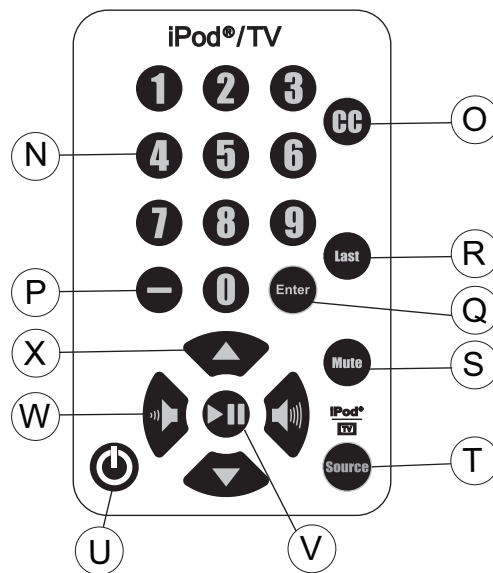 iPod®/TV
1 2 3
CC
O
N
4 5 6
7 8 9
Last
R
P
– 0 Enter
Q
X
Mute
S
W
iPod®
TV
Source
T
U
V